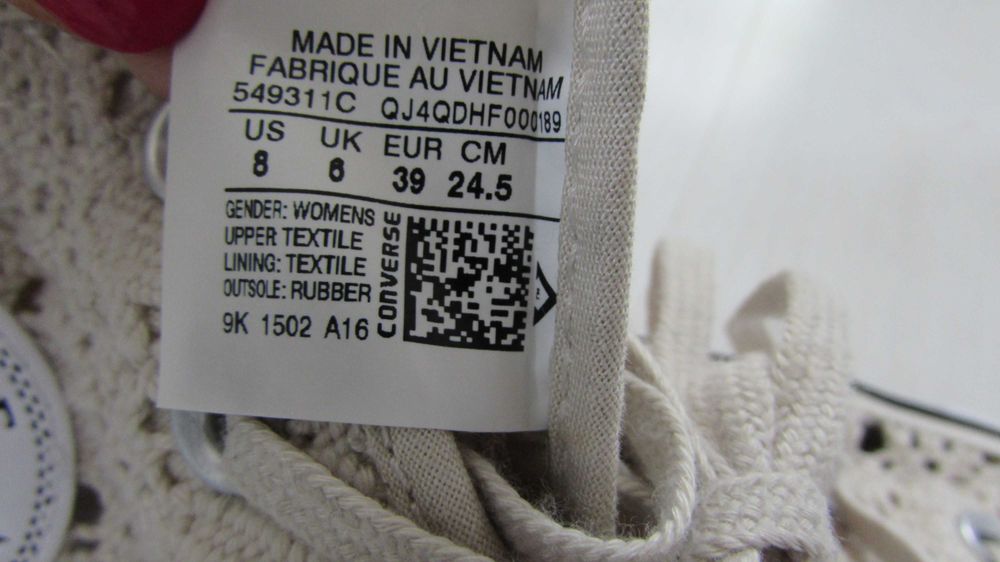 MADE IN VIETNAM
FABRIQUE AU VIETNAM
549311C QJ4QDHF000189
US UK EUR CM
8 6 39 24.5
GENDER: WOMENS
UPPER TEXTILE
LINING: TEXTILE
OUTSOLE: RUBBER
9K 1502 A16
CONVERSE